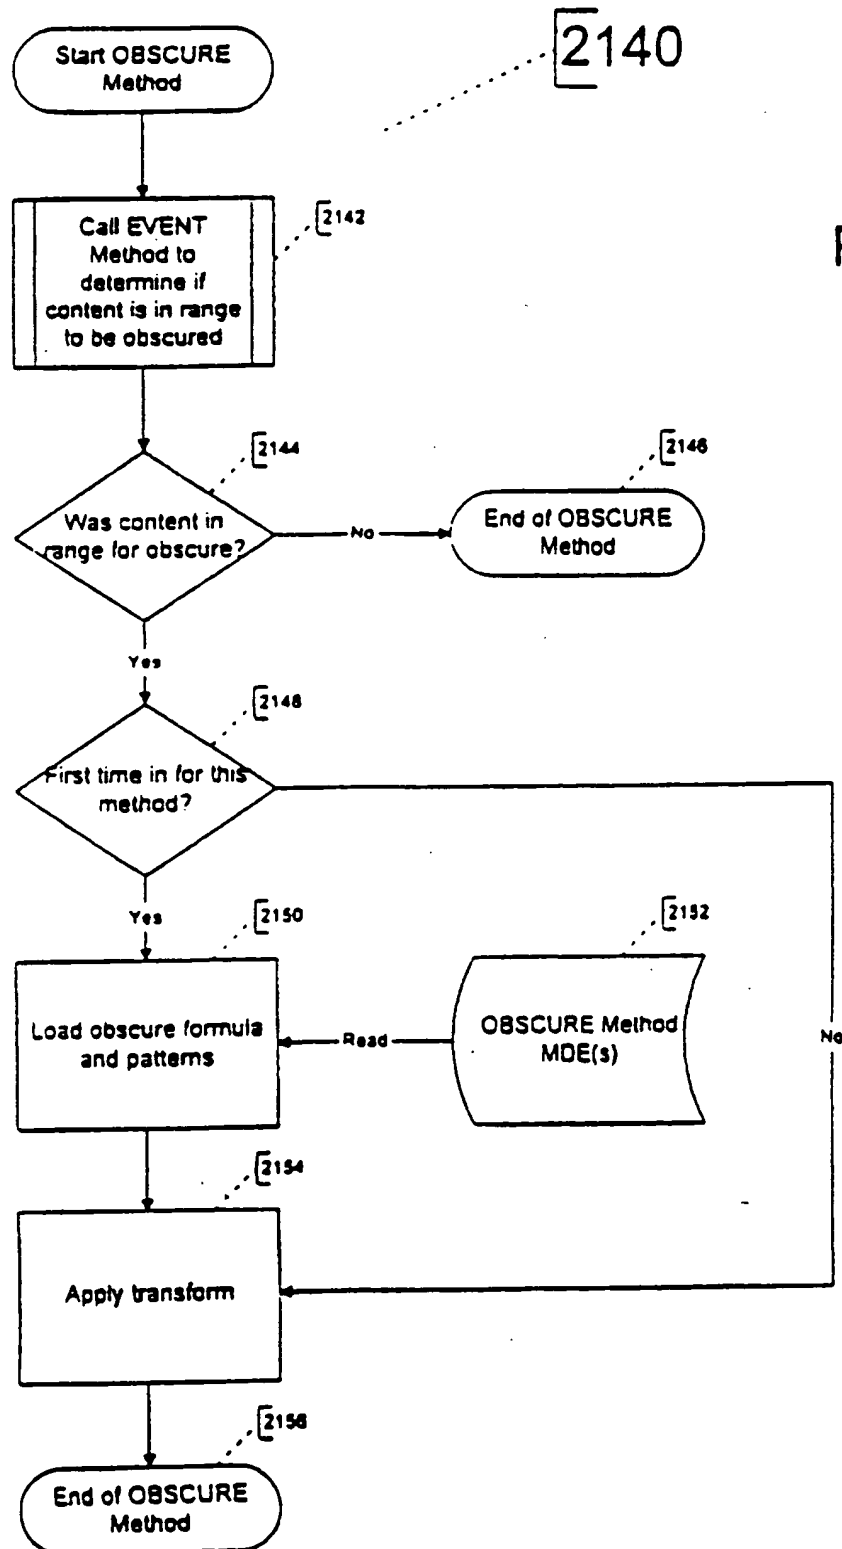 Start OBSCURE
Method
2140
Call EVENT
Method to
determine if
content is in range
to be obscured
2142
2144
2146
Was content in
range for obscure?
No
End of OBSCURE
Method
Yes
2148
First time in for this
method?
Yes
2150
2152
Load obscure formula
and patterns
Read
OBSCURE Method
MDE(s)
No
2154
Apply transform
2156
End of OBSCURE
Method